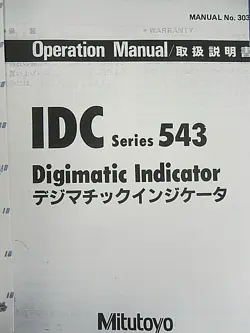 MANUAL No. 303
WARRANTY
Operation Manual/取扱説明書
IDC Series 543
Digimatic Indicator
デジマチックインジケータ
Mitutoyo